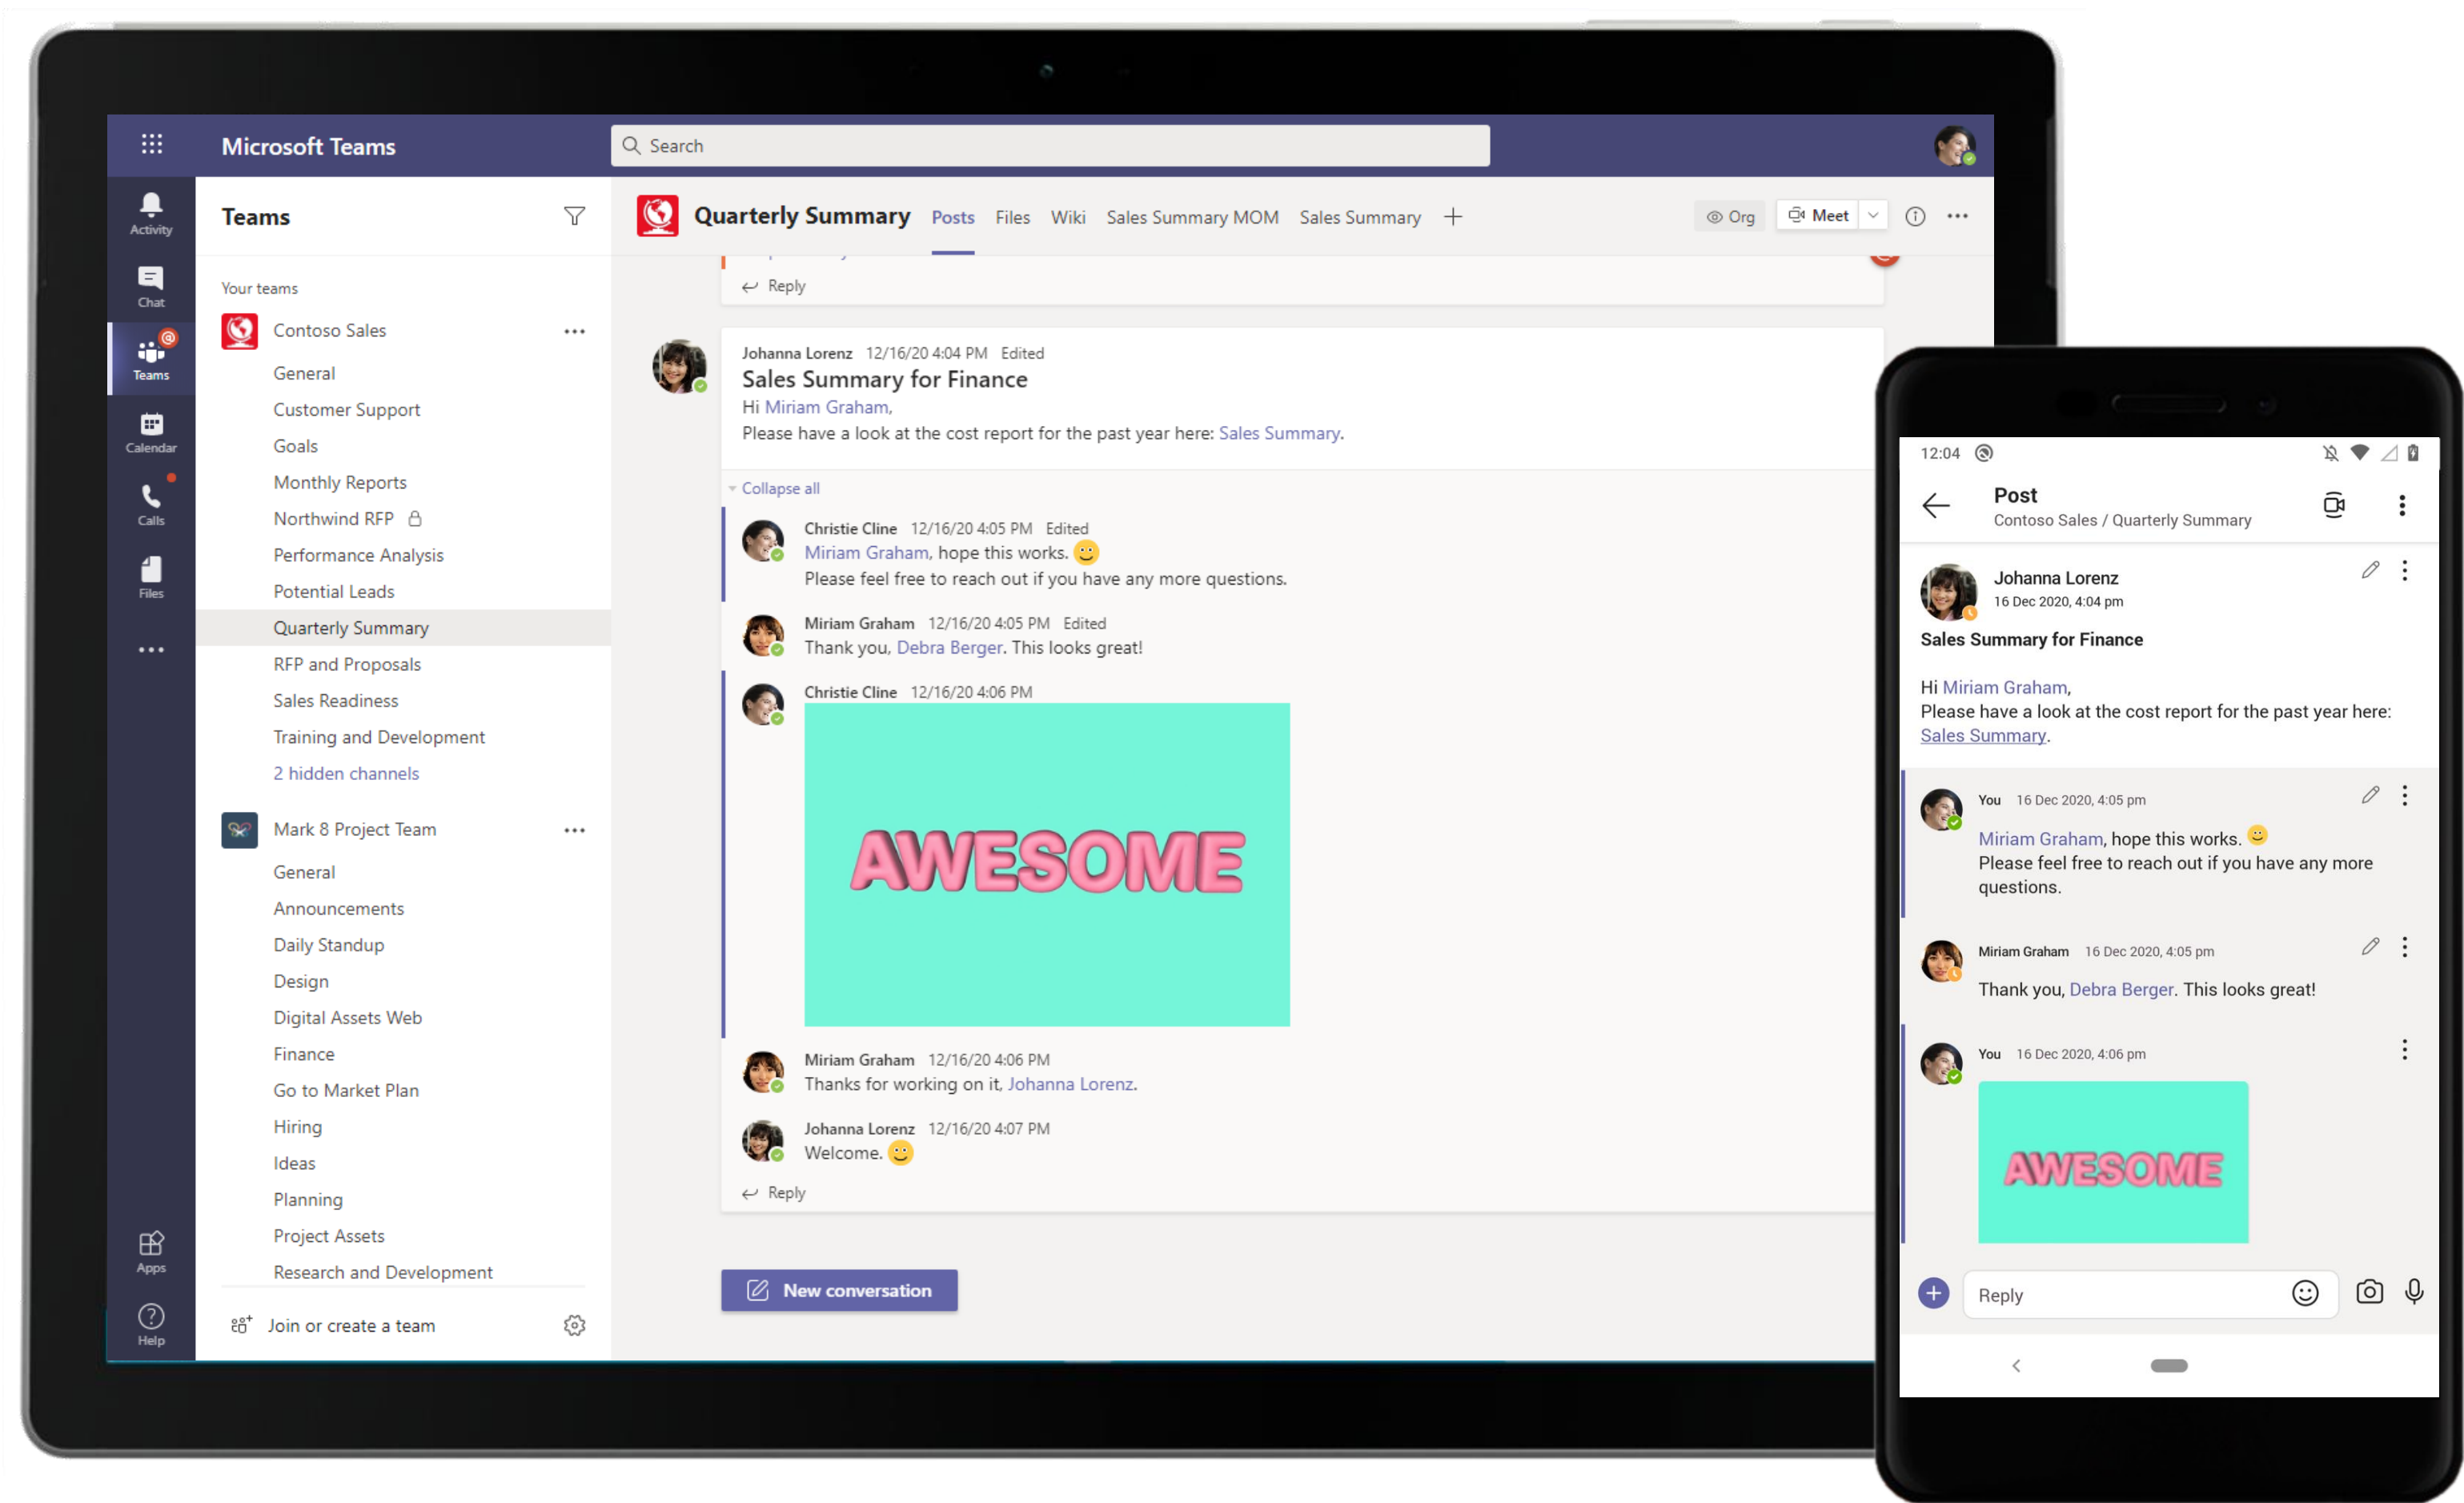 Microsoft Teams
Search
Activity
Chat
Teams
Calendar
Calls
Files
Apps
Help
Teams
Your teams
Contoso Sales
General
Customer Support
Goals
Monthly Reports
Northwind RFP
Performance Analysis
Potential Leads
Quarterly Summary
RFP and Proposals
Sales Readiness
Training and Development
2 hidden channels
Mark 8 Project Team
General
Announcements
Daily Standup
Design
Digital Assets Web
Finance
Go to Market Plan
Hiring
Ideas
Planning
Project Assets
Research and Development
Join or create a team
Quarterly Summary Posts Files Wiki Sales Summary MOM Sales Summary
Org Meet
Reply
Johanna Lorenz 12/16/20 4:04 PM Edited
Sales Summary for Finance
Hi Miriam Graham,
Please have a look at the cost report for the past year here: Sales Summary.
Collapse all
Christie Cline 12/16/20 4:05 PM Edited
Miriam Graham, hope this works. 🙂
Please feel free to reach out if you have any more questions.
Miriam Graham 12/16/20 4:05 PM Edited
Thank you, Debra Berger. This looks great!
Christie Cline 12/16/20 4:06 PM
AWESOME
Miriam Graham 12/16/20 4:06 PM
Thanks for working on it, Johanna Lorenz.
Johanna Lorenz 12/16/20 4:07 PM
Welcome. 🙂
Reply
New conversation
12:04
Post
Contoso Sales / Quarterly Summary
Johanna Lorenz
16 Dec 2020, 4:04 pm
Sales Summary for Finance
Hi Miriam Graham,
Please have a look at the cost report for the past year here:
Sales Summary.
You 16 Dec 2020, 4:05 pm
Miriam Graham, hope this works. 🙂
Please feel free to reach out if you have any more
questions.
Miriam Graham 16 Dec 2020, 4:05 pm
Thank you, Debra Berger. This looks great!
You 16 Dec 2020, 4:06 pm
AWESOME
Reply